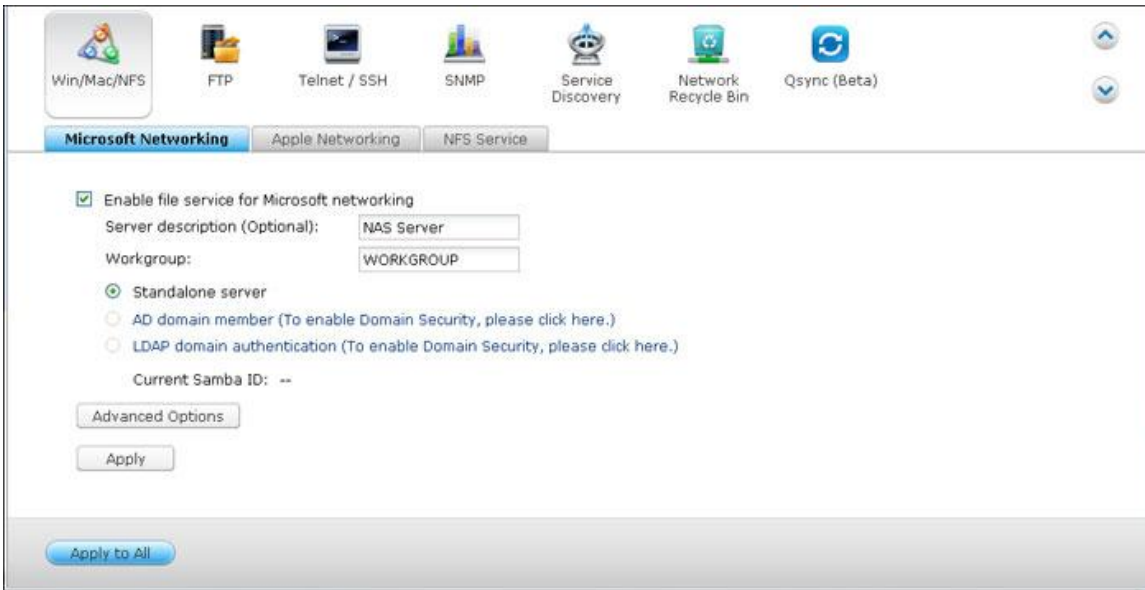 Win/Mac/NFS
FTP
Telnet / SSH
SNMP
Service
Discovery
Network
Recycle Bin
Qsync (Beta)
Microsoft Networking
Apple Networking
NFS Service
Enable file service for Microsoft networking
Server description (Optional):
NAS Server
Workgroup:
WORKGROUP
Standalone server
AD domain member (To enable Domain Security, please click here.)
LDAP domain authentication (To enable Domain Security, please click here.)
Current Samba ID: --
Advanced Options
Apply
Apply to All